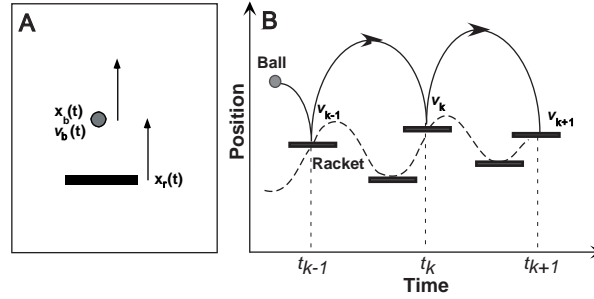 A
x_b(t)
v_b(t)
x_r(t)
B
Ball
v_{k-1}
v_k
v_{k+1}
Position
Racket
t_{k-1}
t_k
t_{k+1}
Time